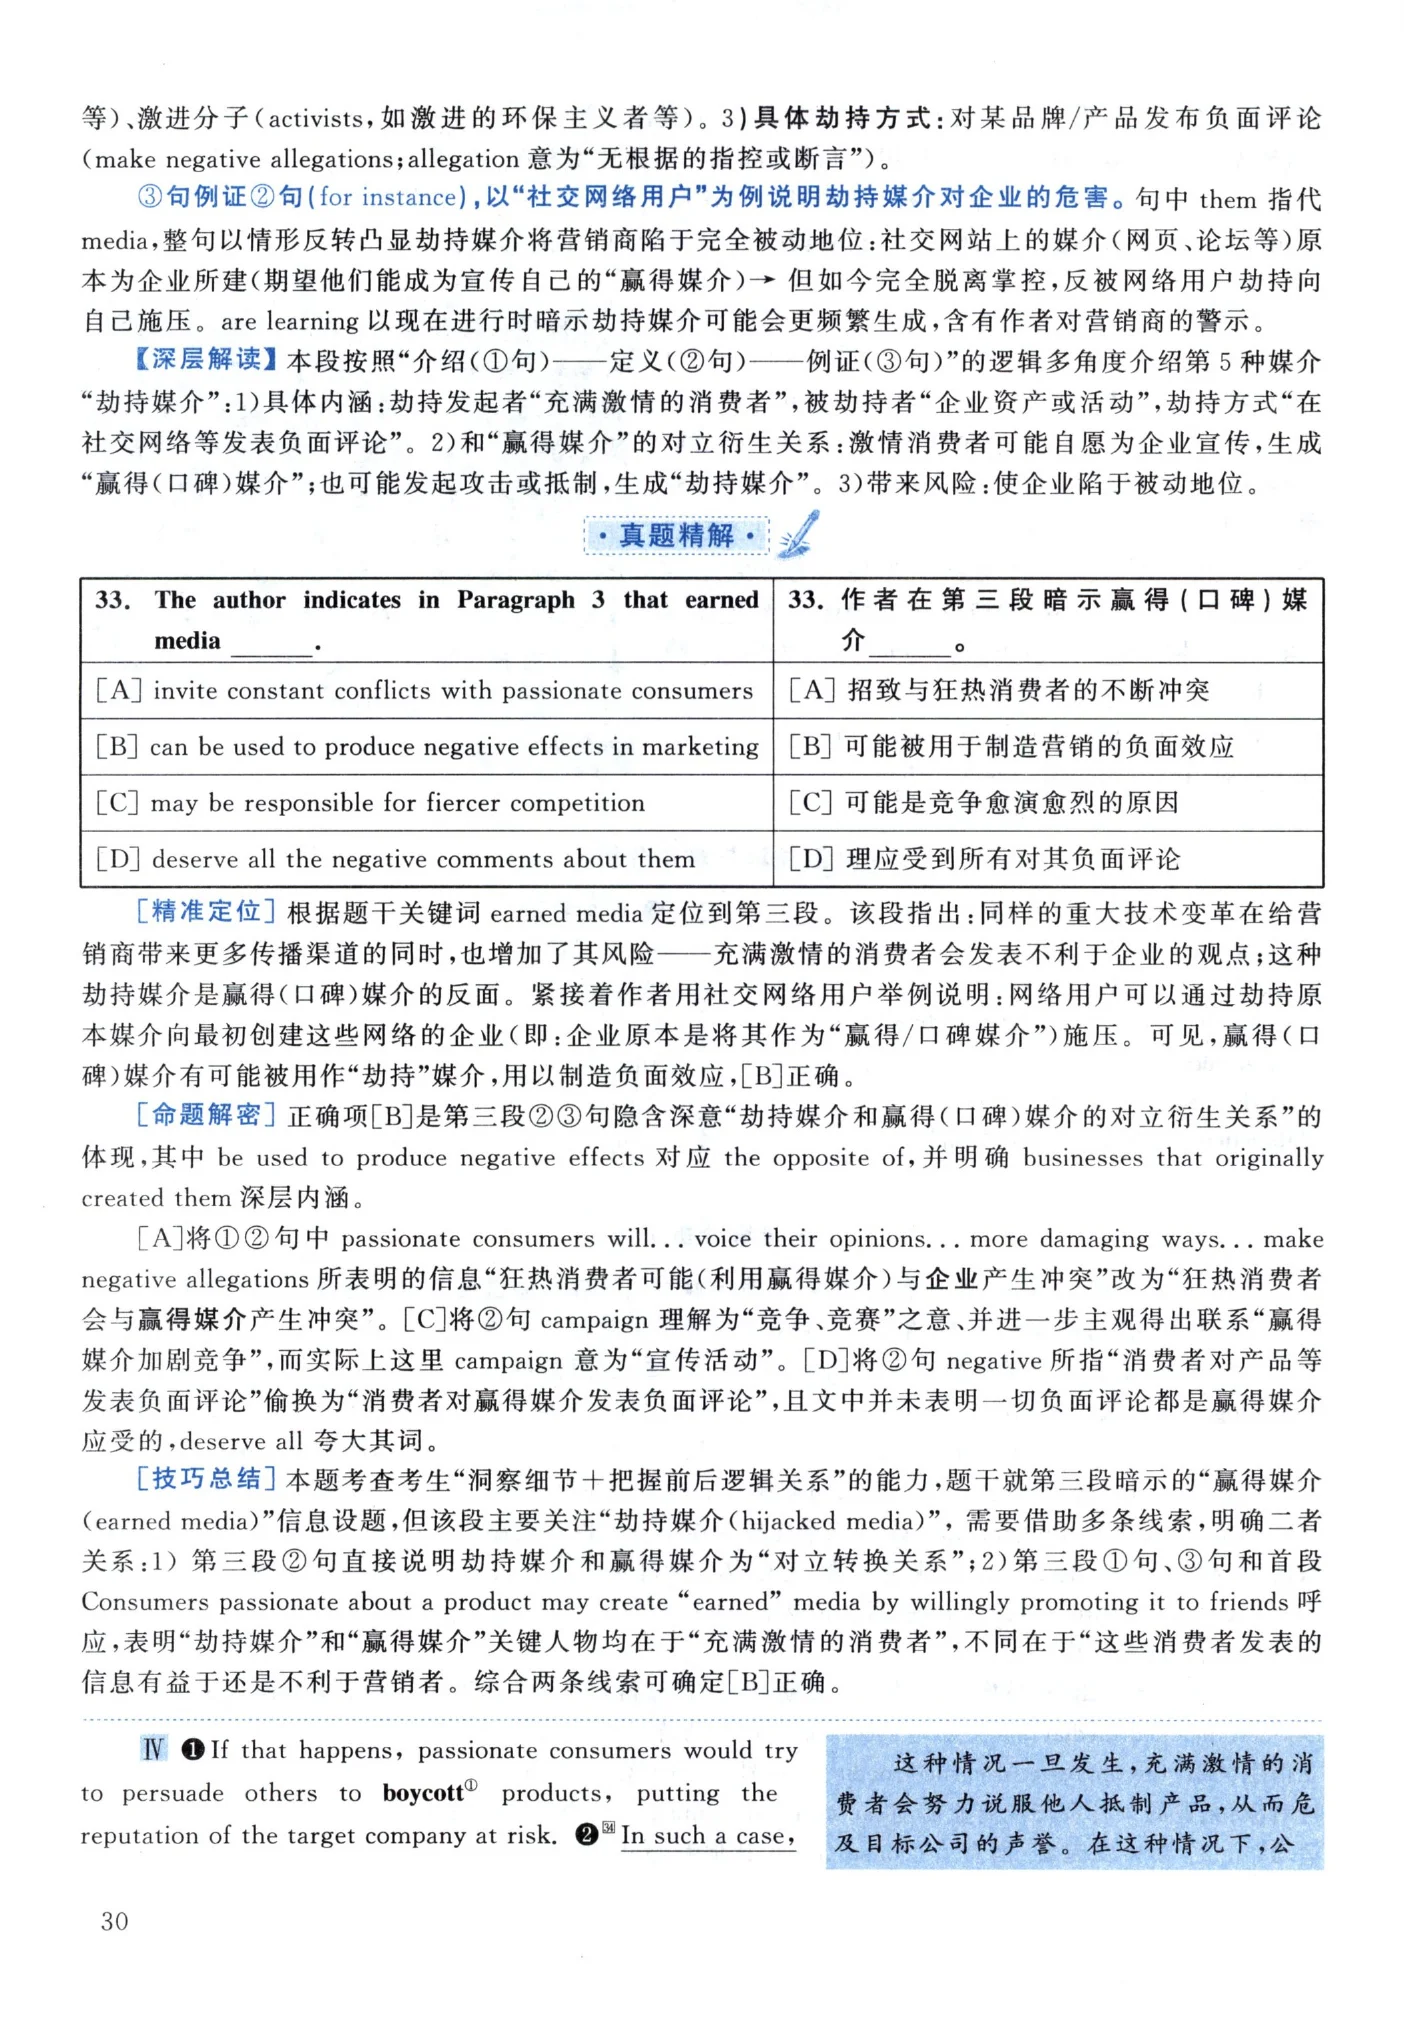 等)、激进分子(activists,如激进的环保主义者等)。3)具体劫持方式:对某品牌/产品发布负面评论
(make negative allegations;allegation 意为“无根据的指控或断言”)。
③句例证②句(for instance),以“社交网络用户”为例说明劫持媒介对企业的危害。句中 them 指代
media,整句以情形反转凸显劫持媒介将营销商陷于完全被动地位:社交网站上的媒介(网页、论坛等)原
本为企业所建(期望他们能成为宣传自己的“赢得媒介)→ 但如今完全脱离掌控,反被网络用户劫持向
自己施压。are learning 以现在进行时暗示劫持媒介可能会更频繁生成,含有作者对营销商的警示。
【深层解读】本段按照“介绍(①句)——定义(②句)——例证(③句)”的逻辑多角度介绍第 5 种媒介
“劫持媒介”:1)具体内涵:劫持发起者“充满激情的消费者”,被劫持者“企业资产或活动”,劫持方式“在
社交网络等发表负面评论”。2)和“赢得媒介”的对立衍生关系:激情消费者可能自愿为企业宣传,生成
“赢得(口碑)媒介”;也可能发起攻击或抵制,生成“劫持媒介”。3)带来风险:使企业陷于被动地位。
·真题精解·
33. The author indicates in Paragraph 3 that earned
media ______.
33. 作者在第三段暗示赢得(口碑)媒
介______。
[A] invite constant conflicts with passionate consumers
[A] 招致与狂热消费者的不断冲突
[B] can be used to produce negative effects in marketing
[B] 可能被用于制造营销的负面效应
[C] may be responsible for fiercer competition
[C] 可能是竞争愈演愈烈的原因
[D] deserve all the negative comments about them
[D] 理应受到所有对其负面评论
[精准定位] 根据题干关键词 earned media 定位到第三段。该段指出:同样的重大技术变革在给营
销商带来更多传播渠道的同时,也增加了其风险——充满激情的消费者会发表不利于企业的观点;这种
劫持媒介是赢得(口碑)媒介的反面。紧接着作者用社交网络用户举例说明:网络用户可以通过劫持原
本媒介向最初创建这些网络的企业(即:企业原本是将其作为“赢得/口碑媒介”)施压。可见,赢得(口
碑)媒介有可能被用作“劫持”媒介,用以制造负面效应,[B]正确。
[命题解密] 正确项[B]是第三段②③句隐含深意“劫持媒介和赢得(口碑)媒介的对立衍生关系”的
体现,其中 be used to produce negative effects 对应 the opposite of,并明确 businesses that originally
created them 深层内涵。
[A]将①②句中 passionate consumers will... voice their opinions... more damaging ways... make
negative allegations 所表明的信息“狂热消费者可能(利用赢得媒介)与企业产生冲突”改为“狂热消费者
会与赢得媒介产生冲突”。[C]将②句 campaign 理解为“竞争、竞赛”之意、并进一步主观得出联系“赢得
媒介加剧竞争”,而实际上这里 campaign 意为“宣传活动”。[D]将②句 negative 所指“消费者对产品等
发表负面评论”偷换为“消费者对赢得媒介发表负面评论”,且文中并未表明一切负面评论都是赢得媒介
应受的,deserve all 夸大其词。
[技巧总结] 本题考查考生“洞察细节+把握前后逻辑关系”的能力,题干就第三段暗示的“赢得媒介
(earned media)”信息设题,但该段主要关注“劫持媒介(hijacked media)”,需要借助多条线索,明确二者
关系:1) 第三段②句直接说明劫持媒介和赢得媒介为“对立转换关系”;2)第三段①句、③句和首段
Consumers passionate about a product may create “earned” media by willingly promoting it to friends 呼
应,表明“劫持媒介”和“赢得媒介”关键人物均在于“充满激情的消费者”,不同在于“这些消费者发表的
信息有益于还是不利于营销者。综合两条线索可确定[B]正确。
Ⅳ ❶If that happens, passionate consumers would try
to persuade others to boycott① products, putting the
reputation of the target company at risk. ❷34 In such a case,
这种情况一旦发生,充满激情的消
费者会努力说服他人抵制产品,从而危
及目标公司的声誉。在这种情况下,公
30